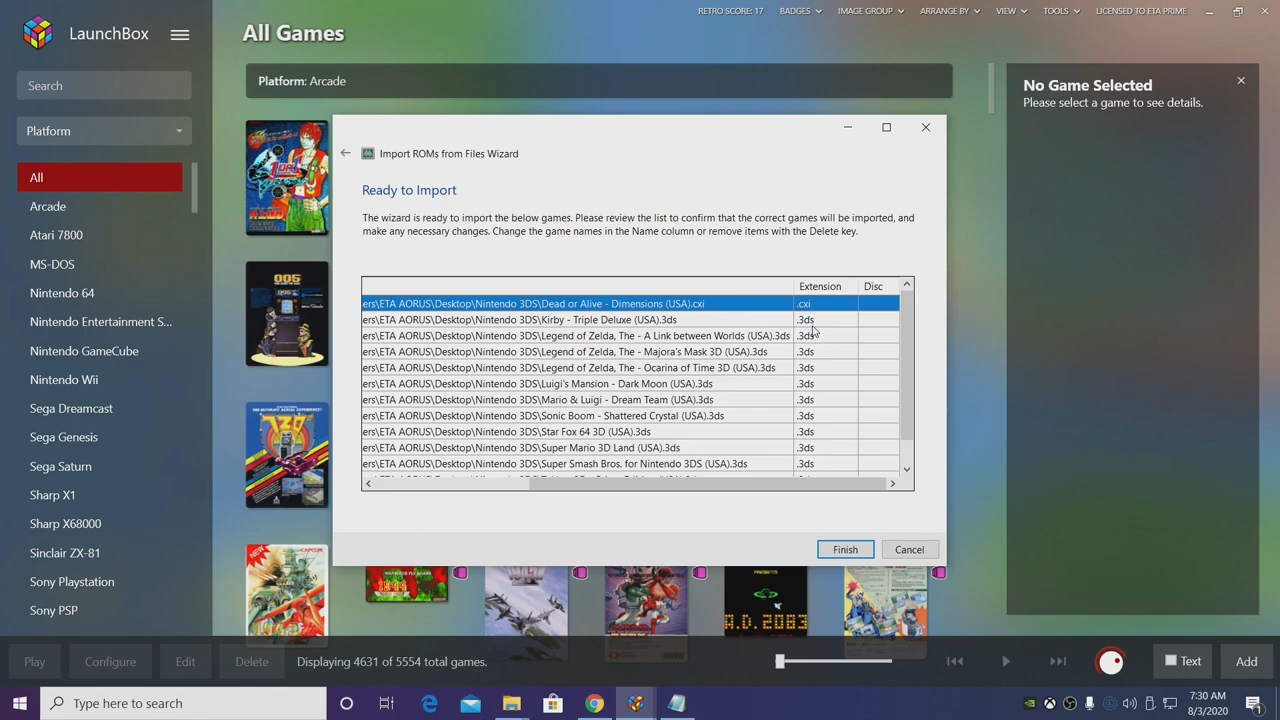 RETRO SCORE: 17
BADGES
IMAGE GROUP
ARRANGE BY
VIEW
TOOLS
LICENSED TO ETA PRIME
LaunchBox
All Games
Search
Platform: Arcade
No Game Selected
Please select a game to see details.
Platform
All
Arcade
Atari 7800
MS-DOS
Nintendo 64
Nintendo Entertainment S...
Nintendo GameCube
Nintendo Wii
Sega Dreamcast
Sega Genesis
Sega Saturn
Sharp X1
Sharp X68000
Sinclair ZX-81
Sony Playstation
Sony PSP
Import ROMs from Files Wizard
Ready to Import
The wizard is ready to import the below games. Please review the list to confirm that the correct games will be imported, and
make any necessary changes. Change the game names in the Name column or remove items with the Delete key.
Extension Disc
ers\ETA AORUS\Desktop\Nintendo 3DS\Dead or Alive - Dimensions (USA).cxi .cxi
ers\ETA AORUS\Desktop\Nintendo 3DS\Kirby - Triple Deluxe (USA).3ds .3ds
ers\ETA AORUS\Desktop\Nintendo 3DS\Legend of Zelda, The - A Link between Worlds (USA).3ds .3ds
ers\ETA AORUS\Desktop\Nintendo 3DS\Legend of Zelda, The - Majora's Mask 3D (USA).3ds .3ds
ers\ETA AORUS\Desktop\Nintendo 3DS\Legend of Zelda, The - Ocarina of Time 3D (USA).3ds .3ds
ers\ETA AORUS\Desktop\Nintendo 3DS\Luigi's Mansion - Dark Moon (USA).3ds .3ds
ers\ETA AORUS\Desktop\Nintendo 3DS\Mario & Luigi - Dream Team (USA).3ds .3ds
ers\ETA AORUS\Desktop\Nintendo 3DS\Sonic Boom - Shattered Crystal (USA).3ds .3ds
ers\ETA AORUS\Desktop\Nintendo 3DS\Star Fox 64 3D (USA).3ds .3ds
ers\ETA AORUS\Desktop\Nintendo 3DS\Super Mario 3D Land (USA).3ds .3ds
ers\ETA AORUS\Desktop\Nintendo 3DS\Super Smash Bros. for Nintendo 3DS (USA).3ds .3ds
Finish
Cancel
005
720
NEW
CAPCOM
A.D. 2083
Play
Configure
Edit
Delete
Displaying 4631 of 5554 total games.
Text
Add
Type here to search
7:30 AM
8/3/2020
1